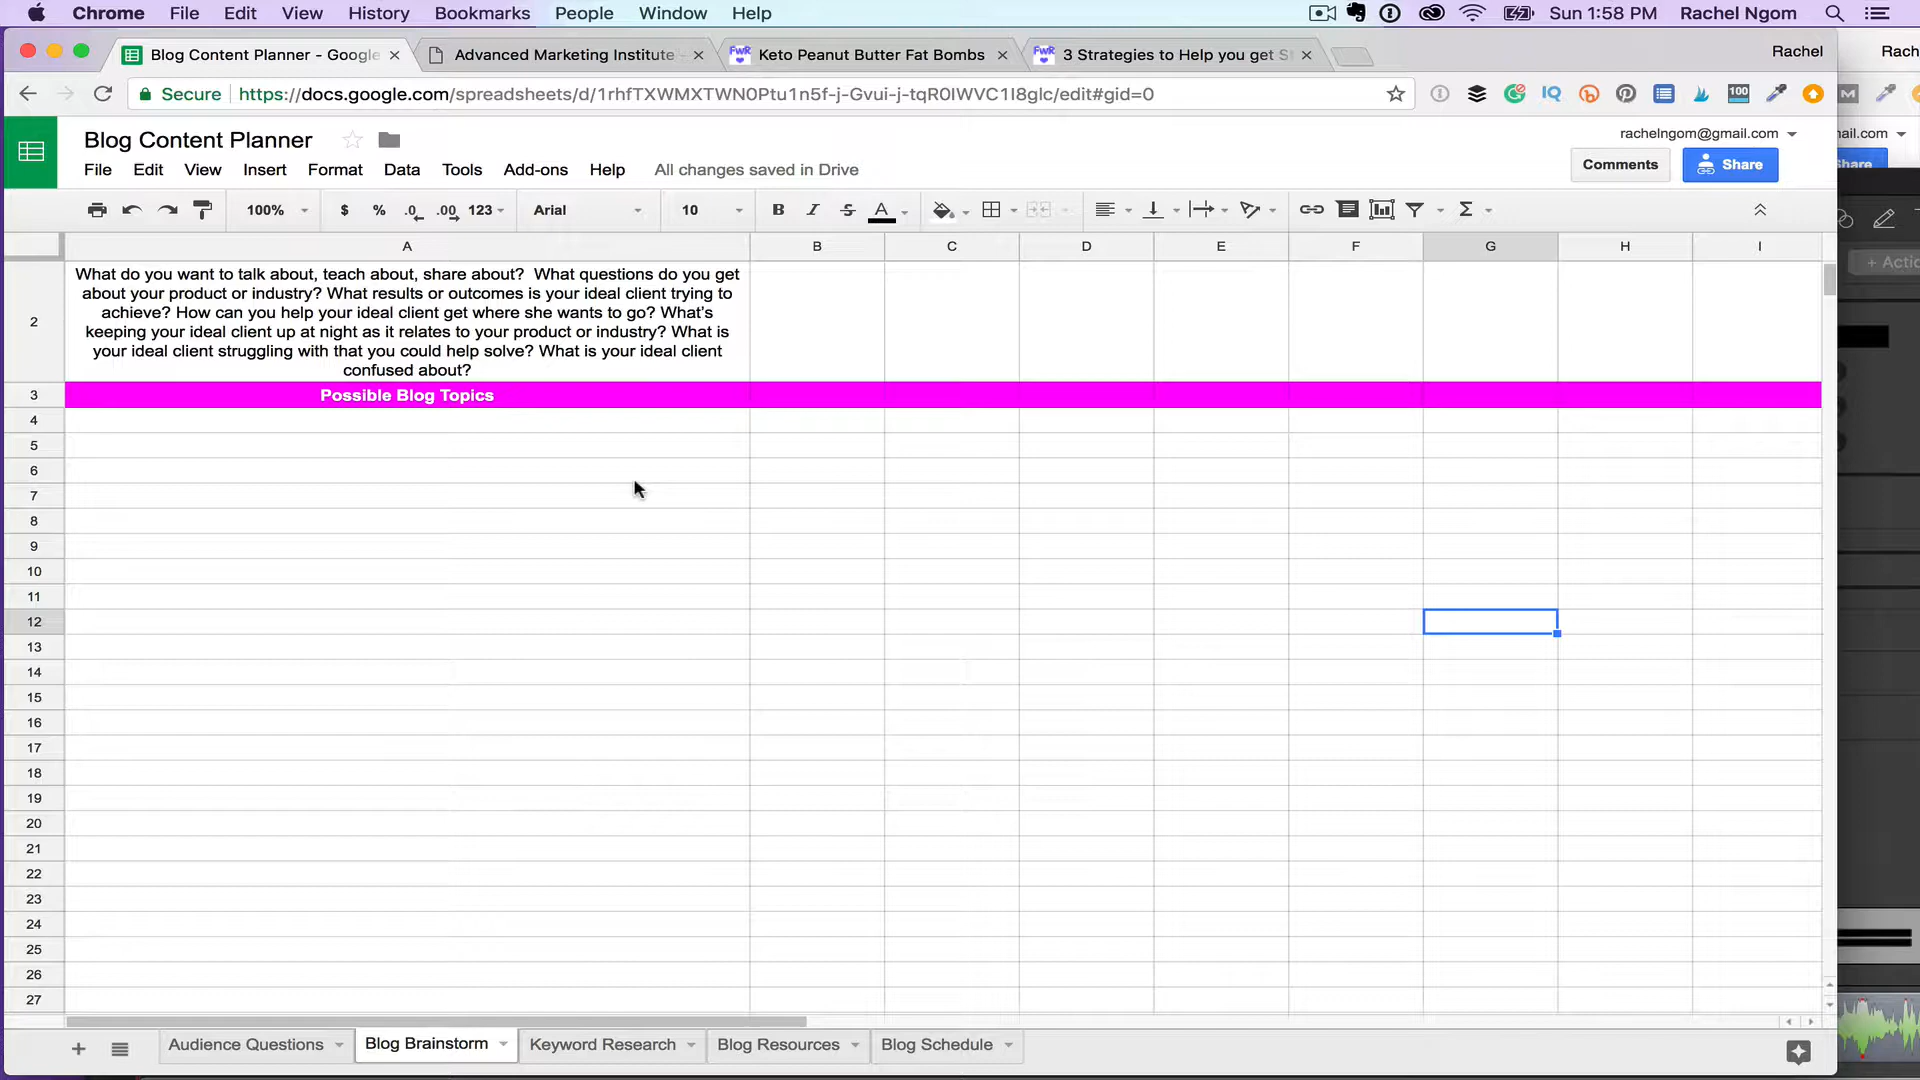 Chrome File Edit View History Bookmarks People Window Help Sun 1:58 PM Rachel Ngom
Blog Content Planner - Google Advanced Marketing Institute - Keto Peanut Butter Fat Bombs 3 Strategies to Help you get S Rachel Rach
Secure https://docs.google.com/spreadsheets/d/1rhfTXWMXTWN0Ptu1n5f-j-Gvui-j-tqR0IWVC1I8glc/edit#gid=0
Blog Content Planner rachelngom@gmail.com nail.com
File Edit View Insert Format Data Tools Add-ons Help All changes saved in Drive Comments Share Share
100% $ % .0 .00 123 Arial 10 B I S A Σ
A B C D E F G H I
+ Actio
What do you want to talk about, teach about, share about? What questions do you get
about your product or industry? What results or outcomes is your ideal client trying to
achieve? How can you help your ideal client get where she wants to go? What's
2 keeping your ideal client up at night as it relates to your product or industry? What is
your ideal client struggling with that you could help solve? What is your ideal client
confused about?
3 Possible Blog Topics
4
5
6
7
8
9
10
11
12
13
14
15
16
17
18
19
20
21
22
23
24
25
26
27
+ Audience Questions Blog Brainstorm Keyword Research Blog Resources Blog Schedule